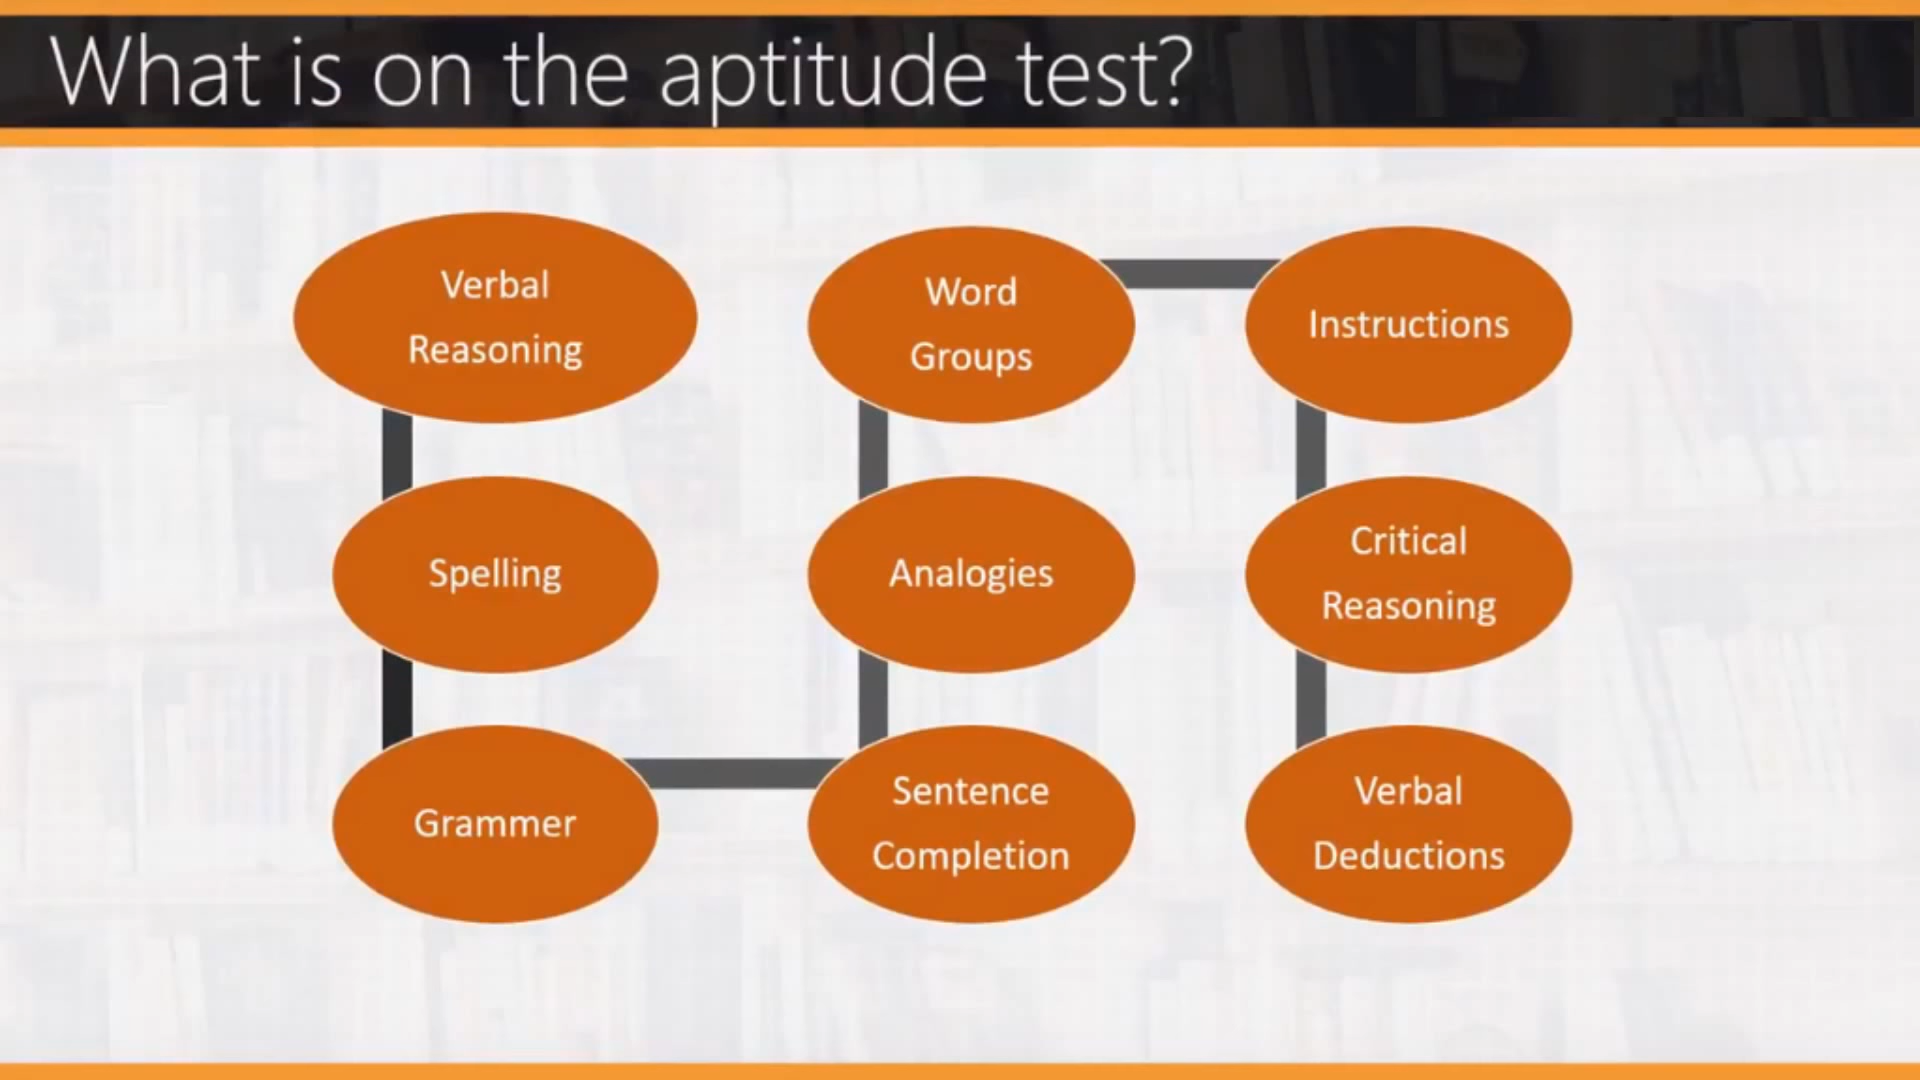 What is on the aptitude test?
Verbal
Reasoning
Spelling
Grammer
Sentence
Completion
Analogies
Word
Groups
Instructions
Critical
Reasoning
Verbal
Deductions